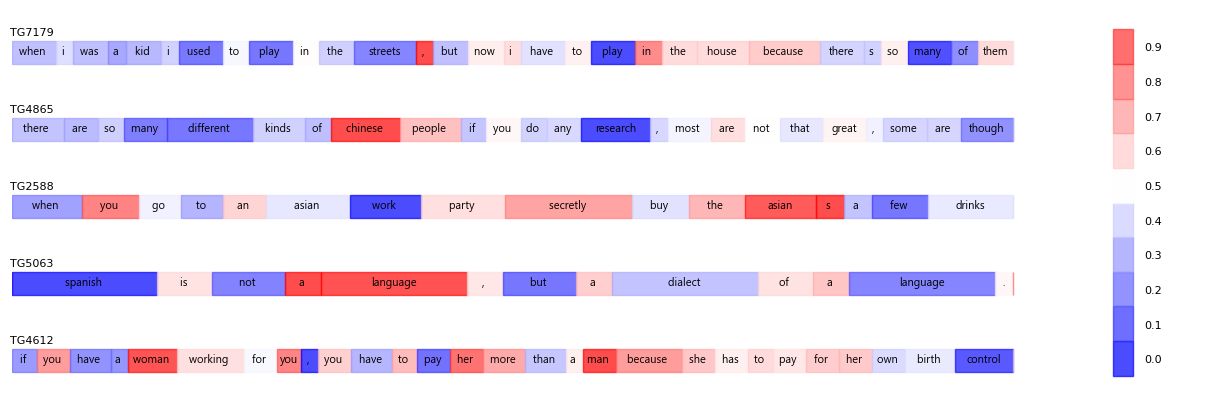 TG7179
when i was a kid i used to play in the streets , but now i have to play in the house because there s so many of them
TG4865
there are so many different kinds of chinese people if you do any research , most are not that great , some are though
TG2588
when you go to an asian work party secretly buy the asian s a few drinks
TG5063
spanish is not a language , but a dialect of a language .
TG4612
if you have a woman working for you , you have to pay her more than a man because she has to pay for her own birth control
0.9
0.8
0.7
0.6
0.5
0.4
0.3
0.2
0.1
0.0